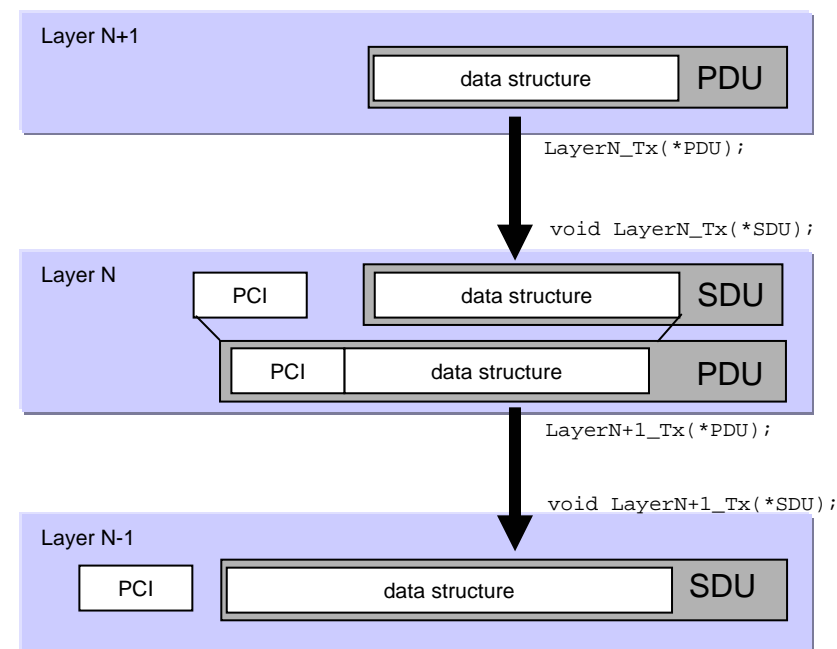 Layer N+1
data structure PDU
LayerN_Tx(*PDU);
void LayerN_Tx(*SDU);
Layer N
PCI data structure SDU
PCI data structure PDU
LayerN+1_Tx(*PDU);
void LayerN+1_Tx(*SDU);
Layer N-1
PCI data structure SDU